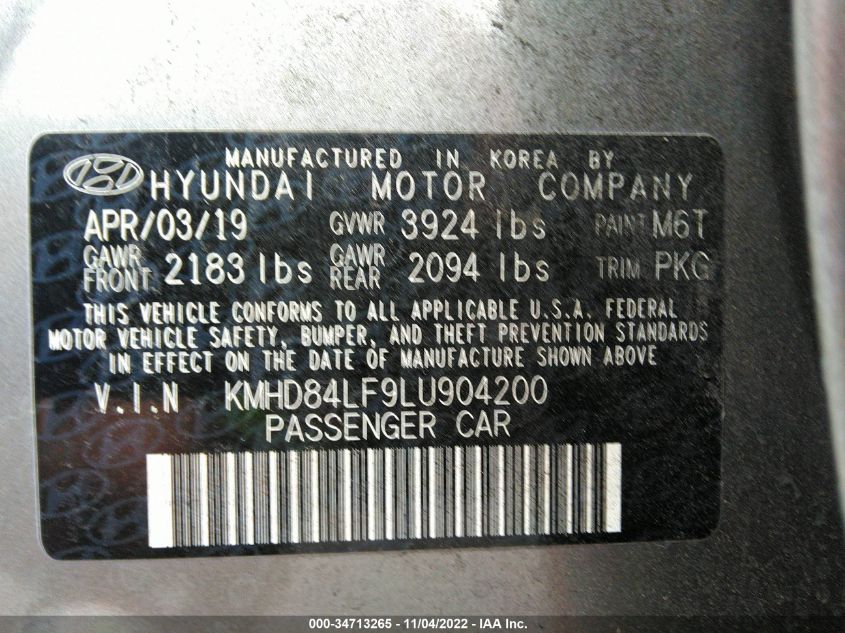 MANUFACTURED IN KOREA BY
HYUNDAI MOTOR COMPANY
APR/03/19 GVWR 3924 lbs PAINT M6T
GAWR FRONT 2183 lbs GAWR REAR 2094 lbs TRIM PKG
THIS VEHICLE CONFORMS TO ALL APPLICABLE U.S.A. FEDERAL
MOTOR VEHICLE SAFETY, BUMPER, AND THEFT PREVENTION STANDARDS
IN EFFECT ON THE DATE OF MANUFACTURE SHOWN ABOVE
V.I.N KMHD84LF9LU904200
PASSENGER CAR
000-34713265 - 11/04/2022 - IAA Inc.